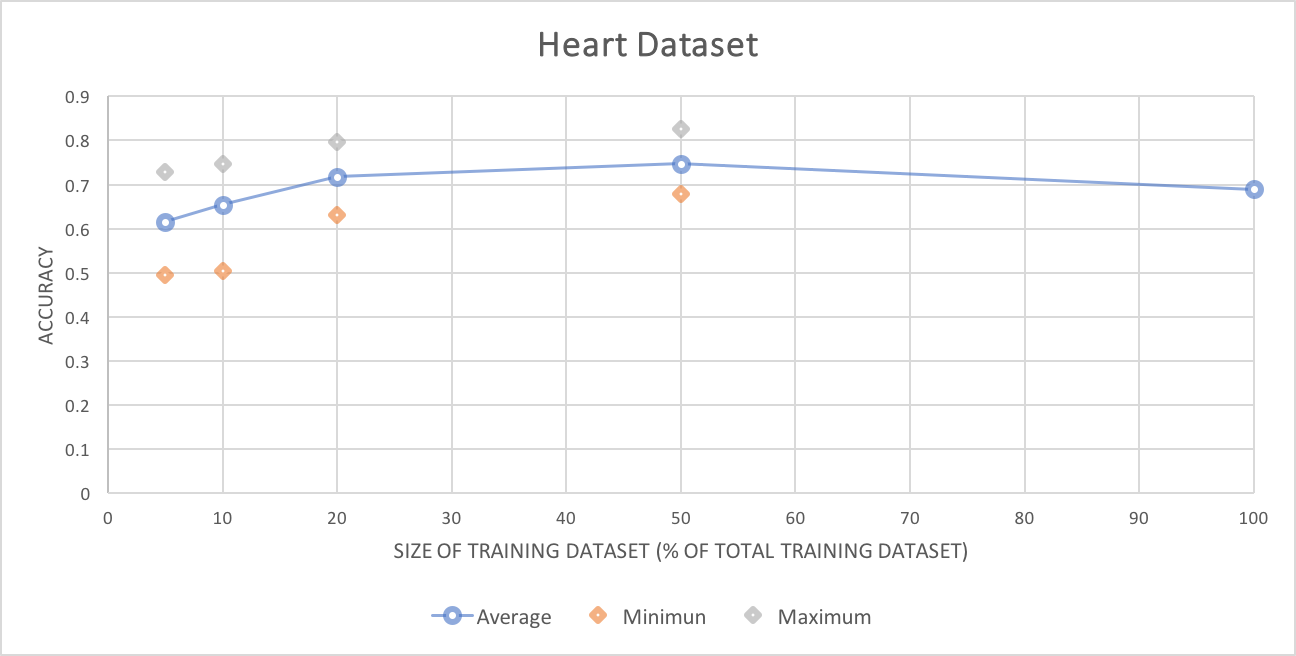 Heart Dataset
0.9
0.8
0.7
0.6
0.5
0.4
0.3
0.2
0.1
0
ACCURACY
0 10 20 30 40 50 60 70 80 90 100
SIZE OF TRAINING DATASET (% OF TOTAL TRAINING DATASET)
Average Minimun Maximum